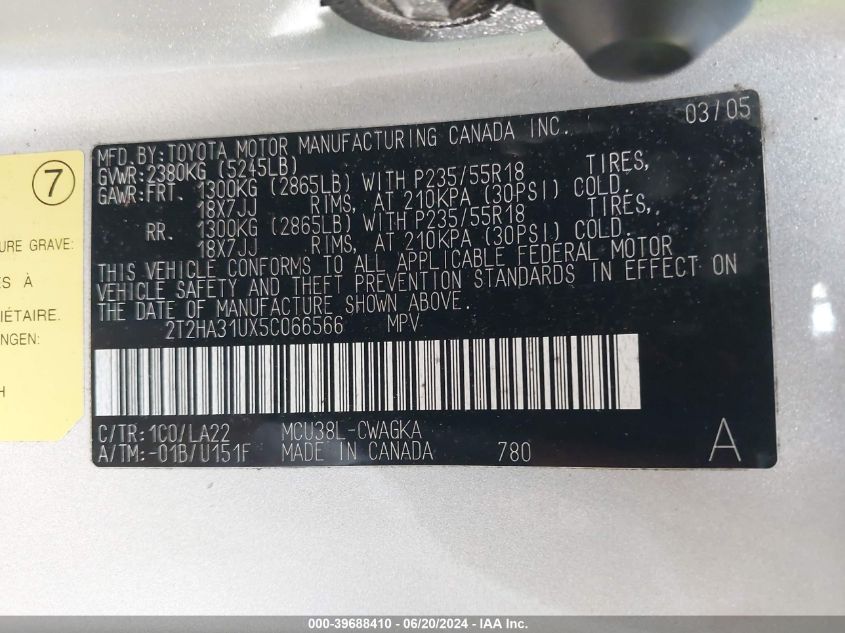 03/05
MFD. BY: TOYOTA MOTOR MANUFACTURING CANADA INC.
GVWR: 2380KG (5245LB)
GAWR: FRT. 1300KG (2865LB) WITH P235/55R18 TIRES,
18X7JJ RIMS, AT 210KPA (30PSI) COLD.
RR. 1300KG (2865LB) WITH P235/55R18 TIRES,
18X7JJ RIMS, AT 210KPA (30PSI) COLD.
THIS VEHICLE CONFORMS TO ALL APPLICABLE FEDERAL MOTOR
VEHICLE SAFETY AND THEFT PREVENTION STANDARDS IN EFFECT ON
THE DATE OF MANUFACTURE SHOWN ABOVE.
2T2HA31UX5C066566 MPV
C/TR: 1C0/LA22 MCU38L-CWAGKA
A/TM: -01B/U151F MADE IN CANADA 780 A
7
URE GRAVE:
ÉS À
IÉTAIRE.
NGEN:
H
000-39688410 - 06/20/2024 - IAA Inc.